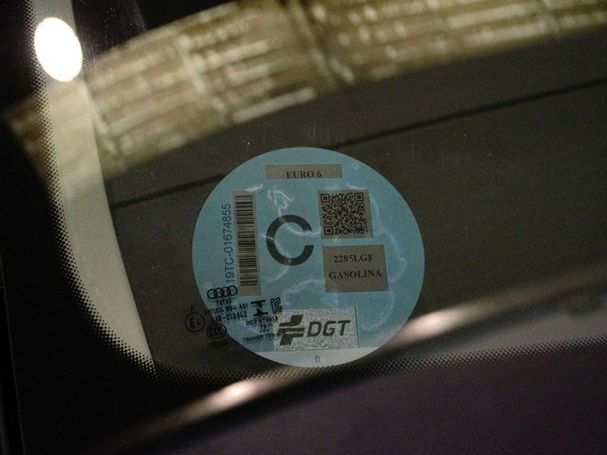 EURO 6
19TC-01674855
C
2285LGF
GASOLINA
DGT